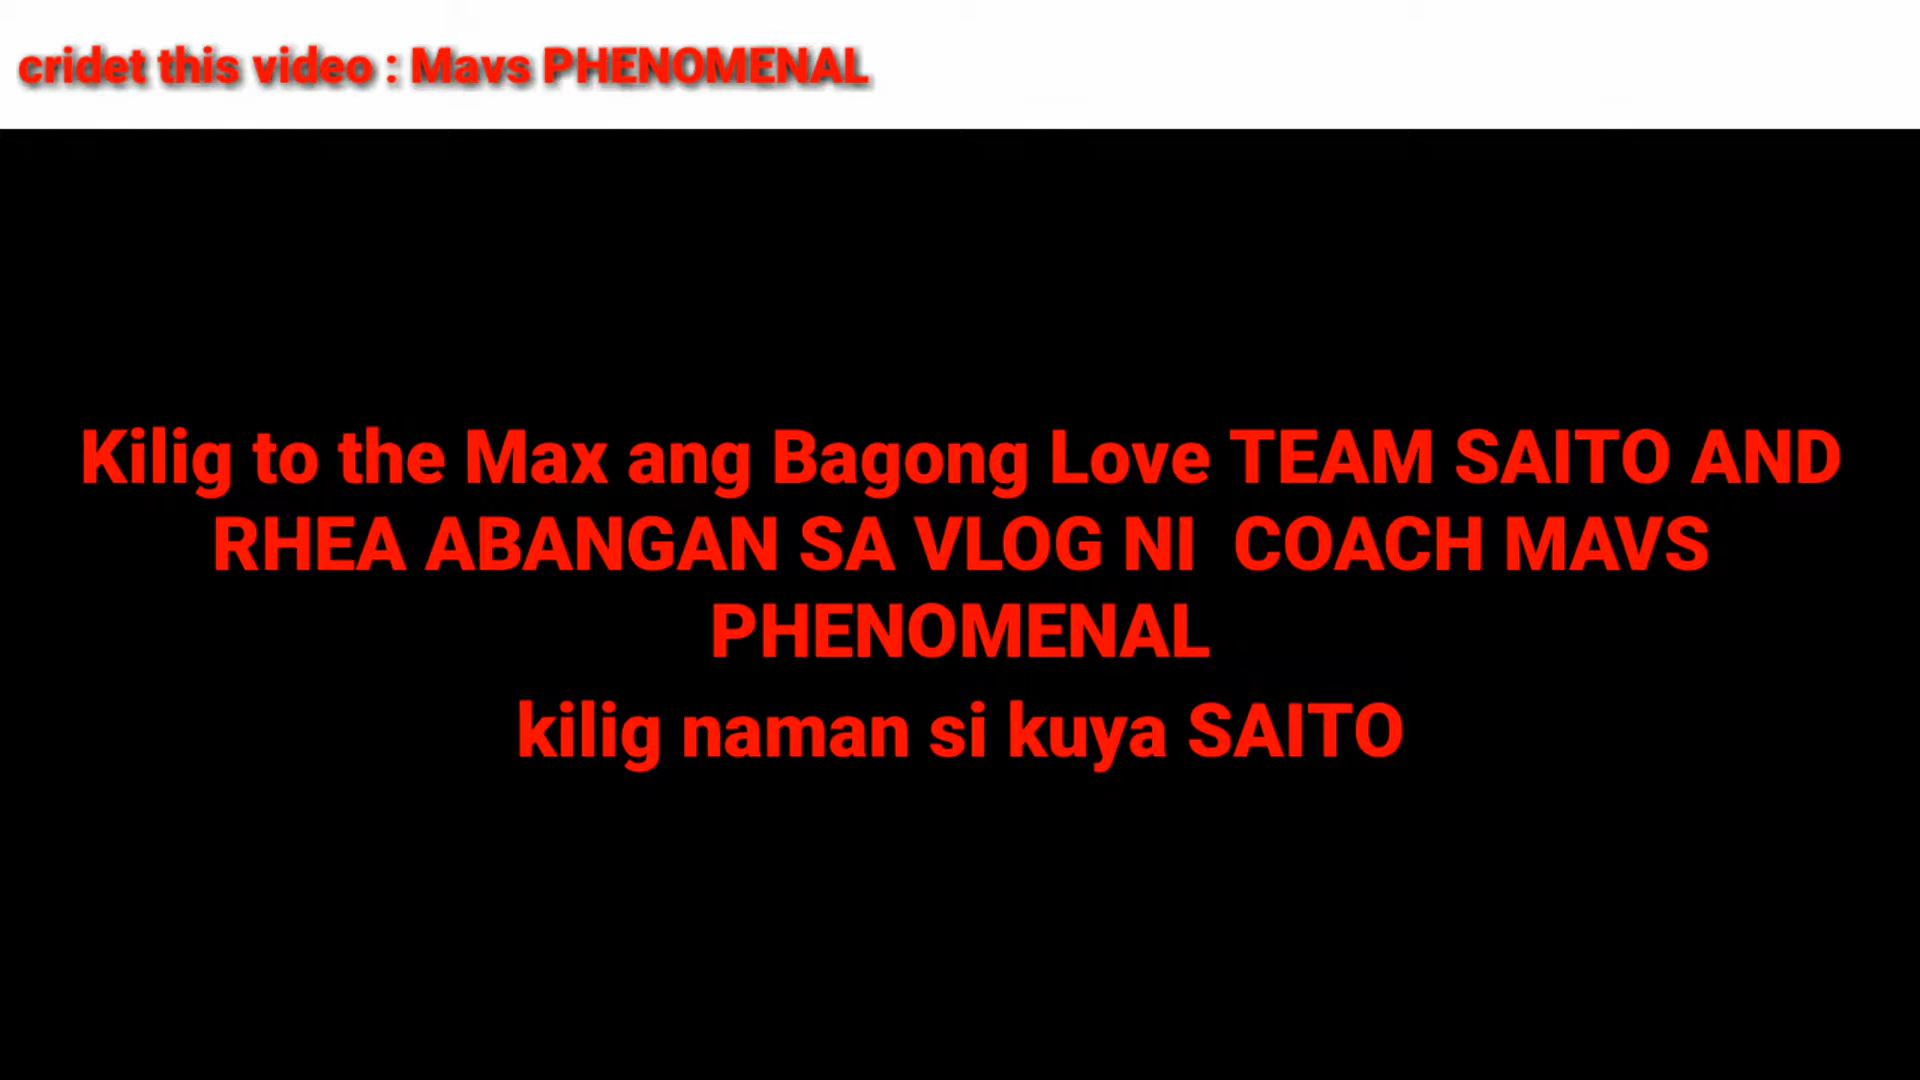 cridet this video : Mavs PHENOMENAL
Kilig to the Max ang Bagong Love TEAM SAITO AND
RHEA ABANGAN SA VLOG NI  COACH MAVS
PHENOMENAL
kilig naman si kuya SAITO